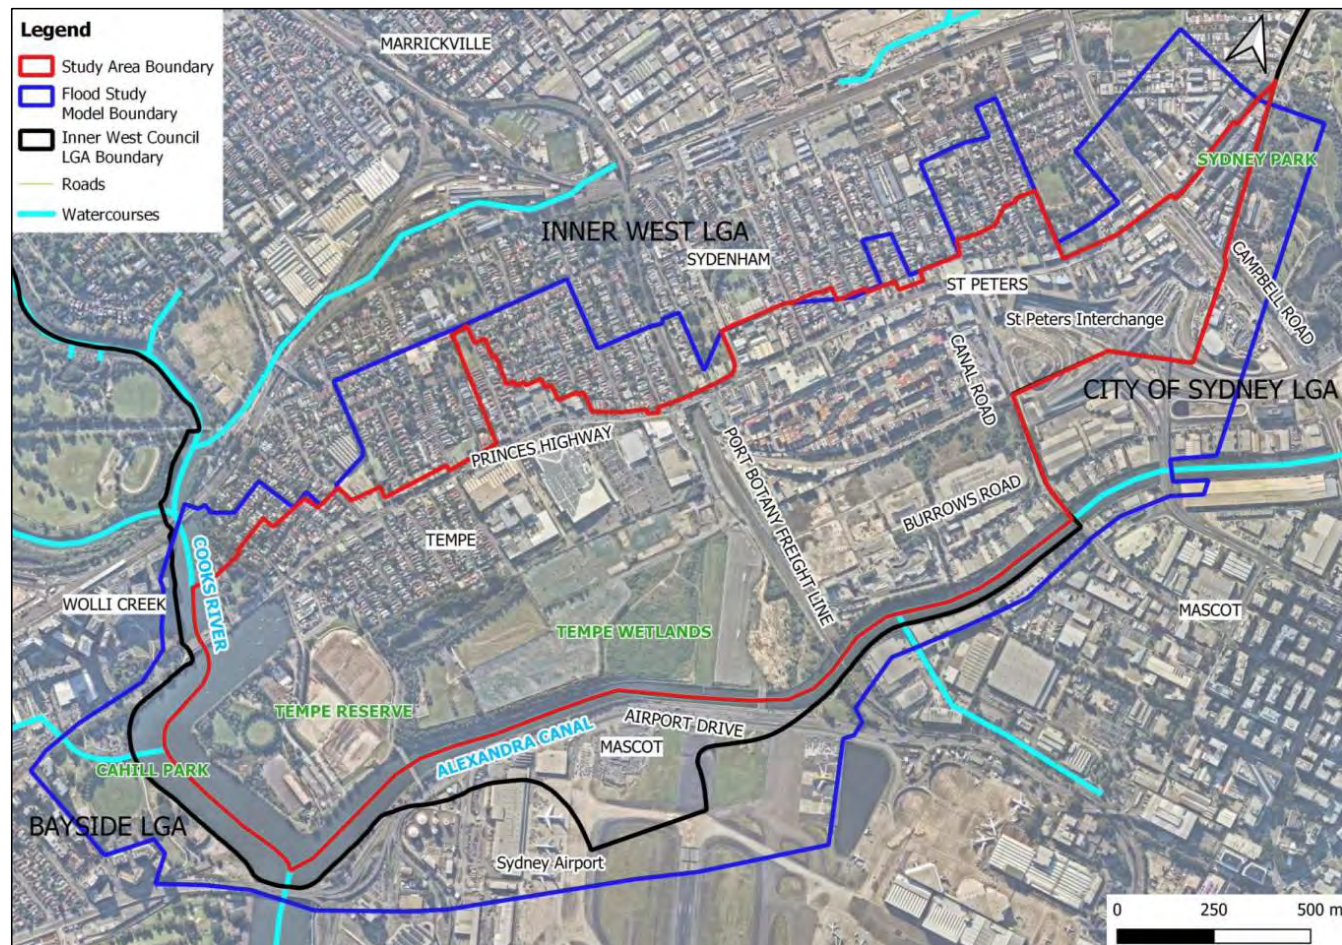 Legend
Study Area Boundary
Flood Study
Model Boundary
Inner West Council
LGA Boundary
Roads
Watercourses
MARRICKVILLE
SYDNEY PARK
INNER WEST LGA
SYDENHAM
ST PETERS
CAMPBELL ROAD
St Peters Interchange
CANAL ROAD
CITY OF SYDNEY LGA
PRINCES HIGHWAY
PORT BOTANY FREIGHT LINE
BURROWS ROAD
TEMPE
COOKS RIVER
WOLLI CREEK
MASCOT
TEMPE WETLANDS
TEMPE RESERVE
AIRPORT DRIVE
ALEXANDRA CANAL
MASCOT
CAHILL PARK
BAYSIDE LGA
Sydney Airport
0 250 500 m